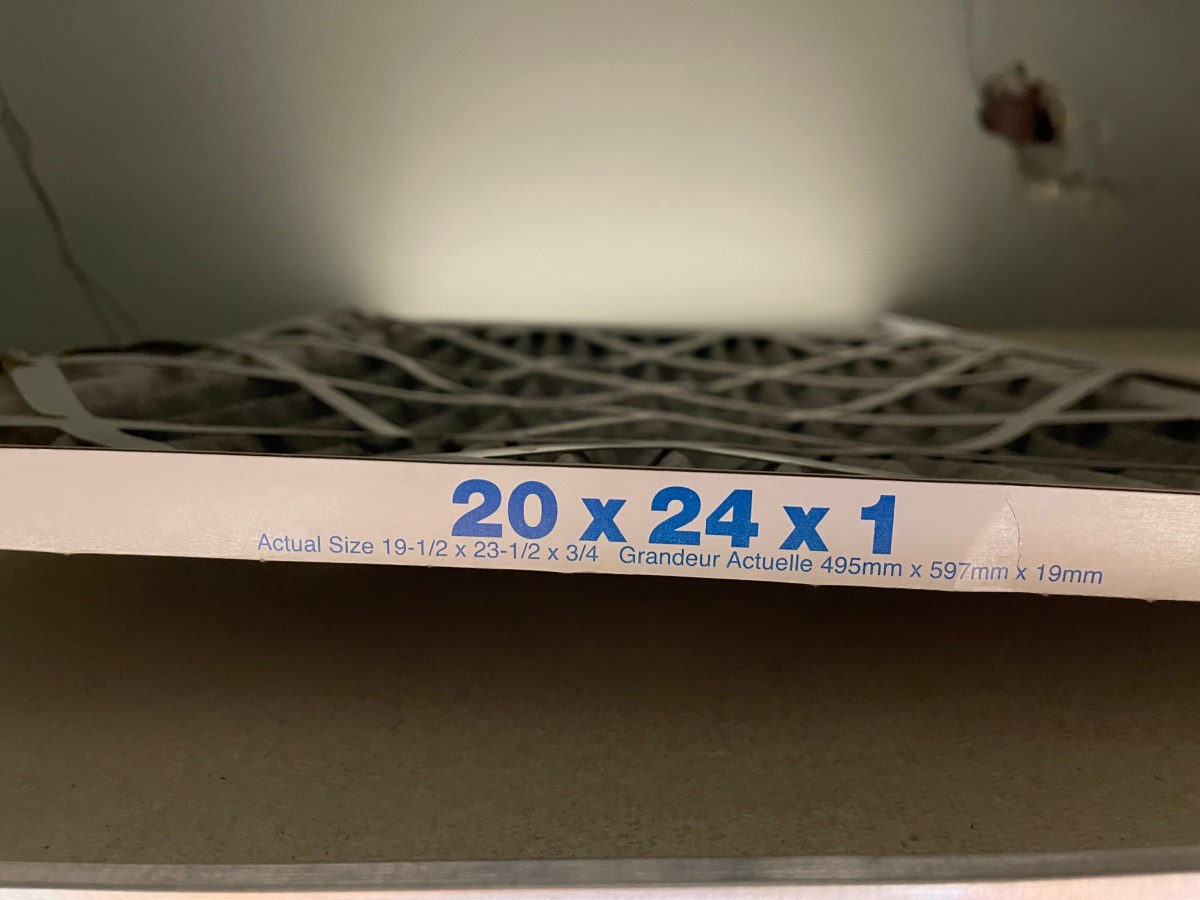 20 x 24 x 1
Actual Size 19-1/2 x 23-1/2 x 3/4 Grandeur Actuelle 495mm x 597mm x 19mm